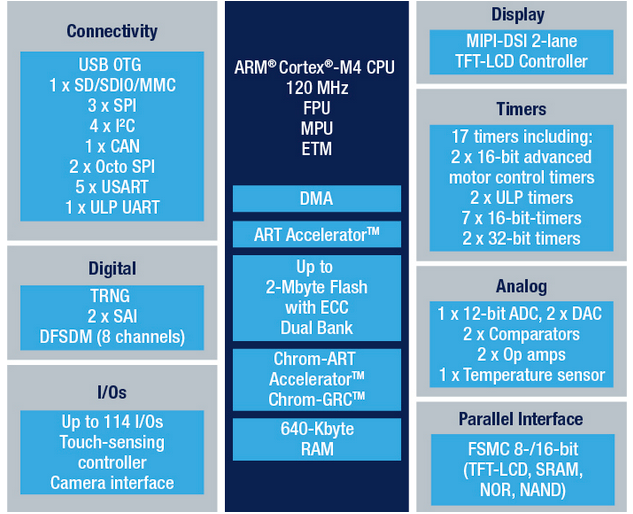 Connectivity
USB OTG
1 x SD/SDIO/MMC
3 x SPI
4 x I²C
1 x CAN
2 x Octo SPI
5 x USART
1 x ULP UART
Digital
TRNG
2 x SAI
DFSDM (8 channels)
I/Os
Up to 114 I/Os
Touch-sensing
controller
Camera interface
ARM® Cortex®-M4 CPU
120 MHz
FPU
MPU
ETM
DMA
ART Accelerator™
Up to
2-Mbyte Flash
with ECC
Dual Bank
Chrom-ART
Accelerator™
Chrom-GRC™
640-Kbyte
RAM
Display
MIPI-DSI 2-lane
TFT-LCD Controller
Timers
17 timers including:
2 x 16-bit advanced
motor control timers
2 x ULP timers
7 x 16-bit-timers
2 x 32-bit timers
Analog
1 x 12-bit ADC, 2 x DAC
2 x Comparators
2 x Op amps
1 x Temperature sensor
Parallel Interface
FSMC 8-/16-bit
(TFT-LCD, SRAM,
NOR, NAND)